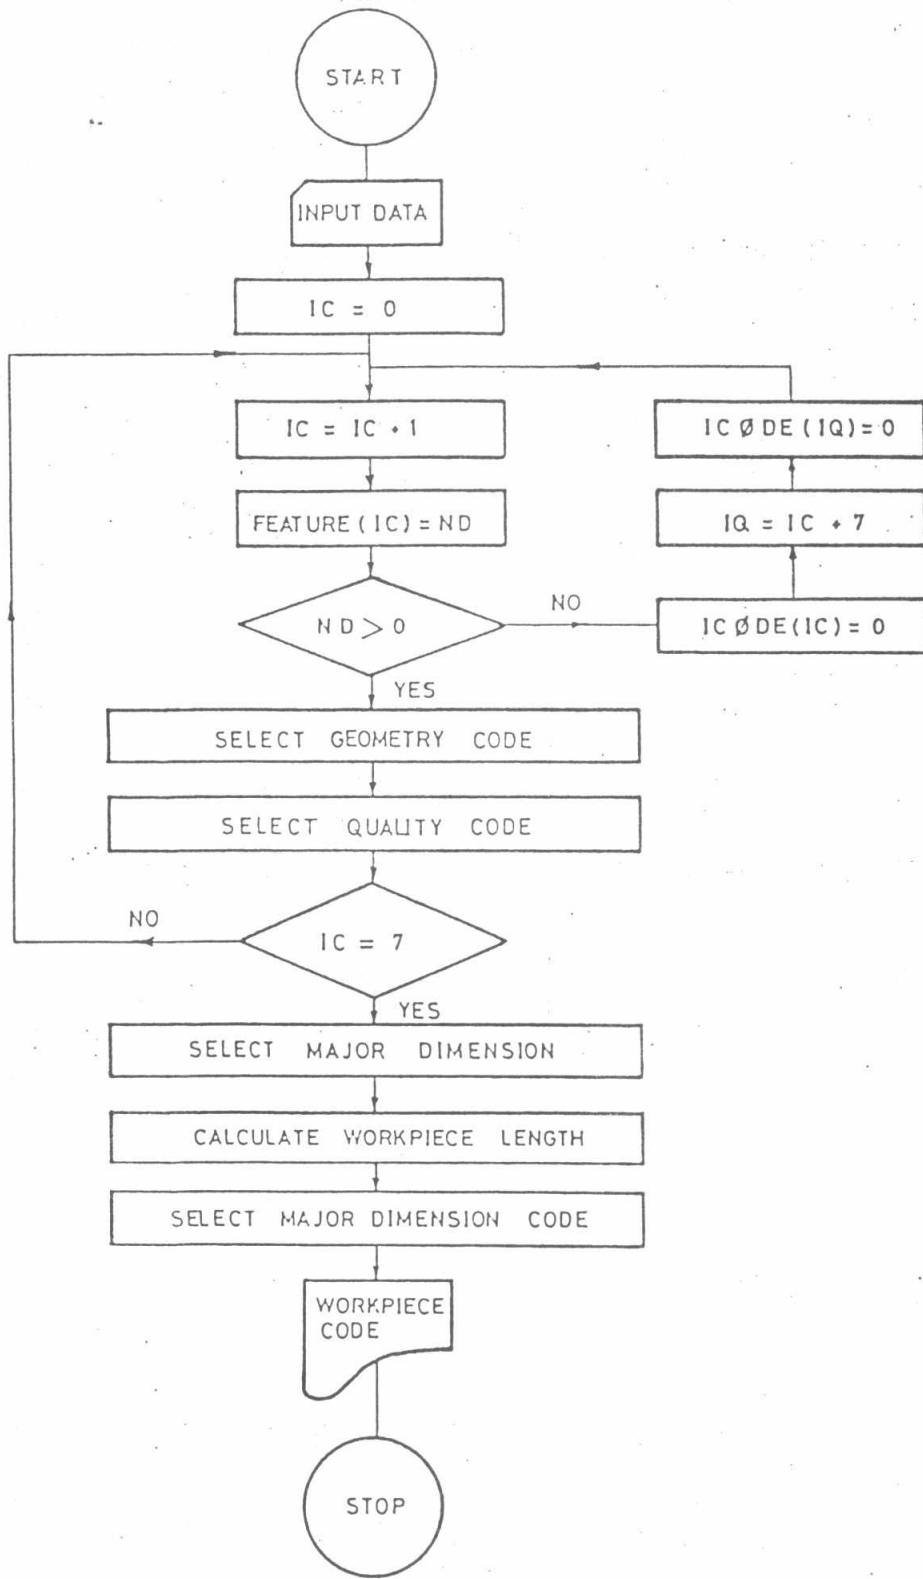 START
INPUT DATA
IC = 0
IC = IC + 1
ICØDE(IQ)=0
FEATURE(IC)=ND
IQ = IC + 7
ND>0
NO
ICØDE(IC)=0
YES
SELECT GEOMETRY CODE
SELECT QUALITY CODE
NO
IC = 7
YES
SELECT MAJOR DIMENSION
CALCULATE WORKPIECE LENGTH
SELECT MAJOR DIMENSION CODE
WORKPIECE
CODE
STOP